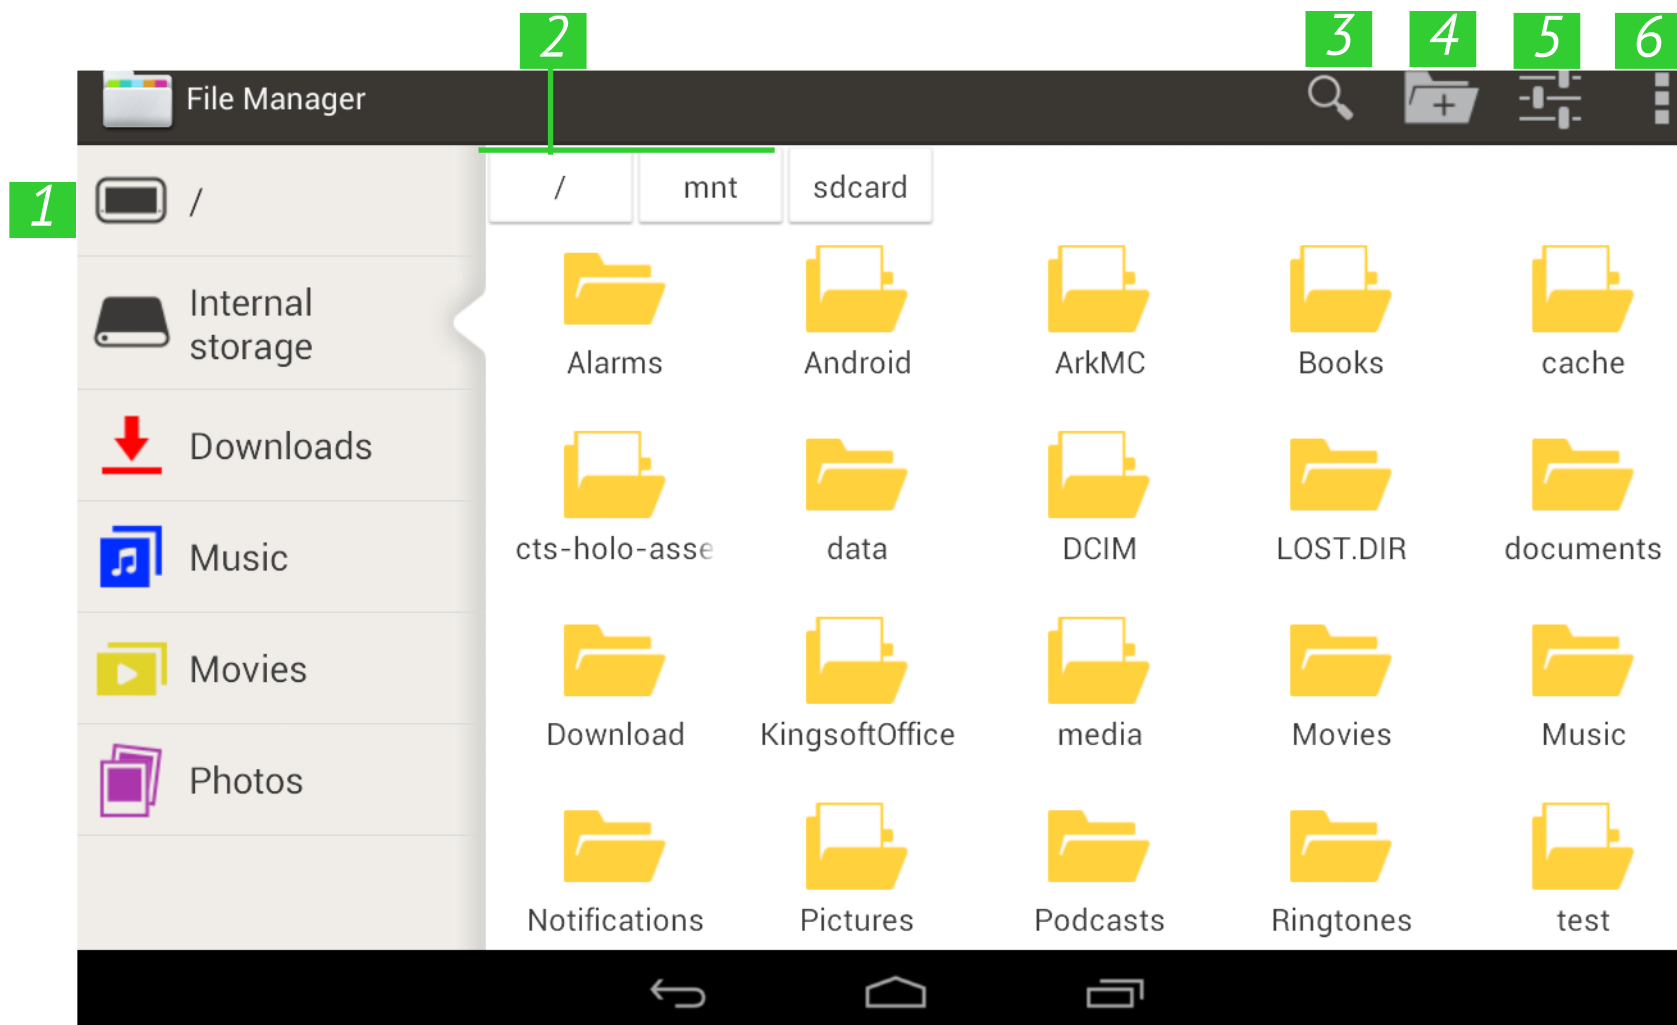 2
3
4
5
6
File Manager
1
/
Internal
storage
Downloads
Music
Movies
Photos
/ mnt sdcard
Alarms Android ArkMC Books cache
cts-holo-asse data DCIM LOST.DIR documents
Download KingsoftOffice media Movies Music
Notifications Pictures Podcasts Ringtones test